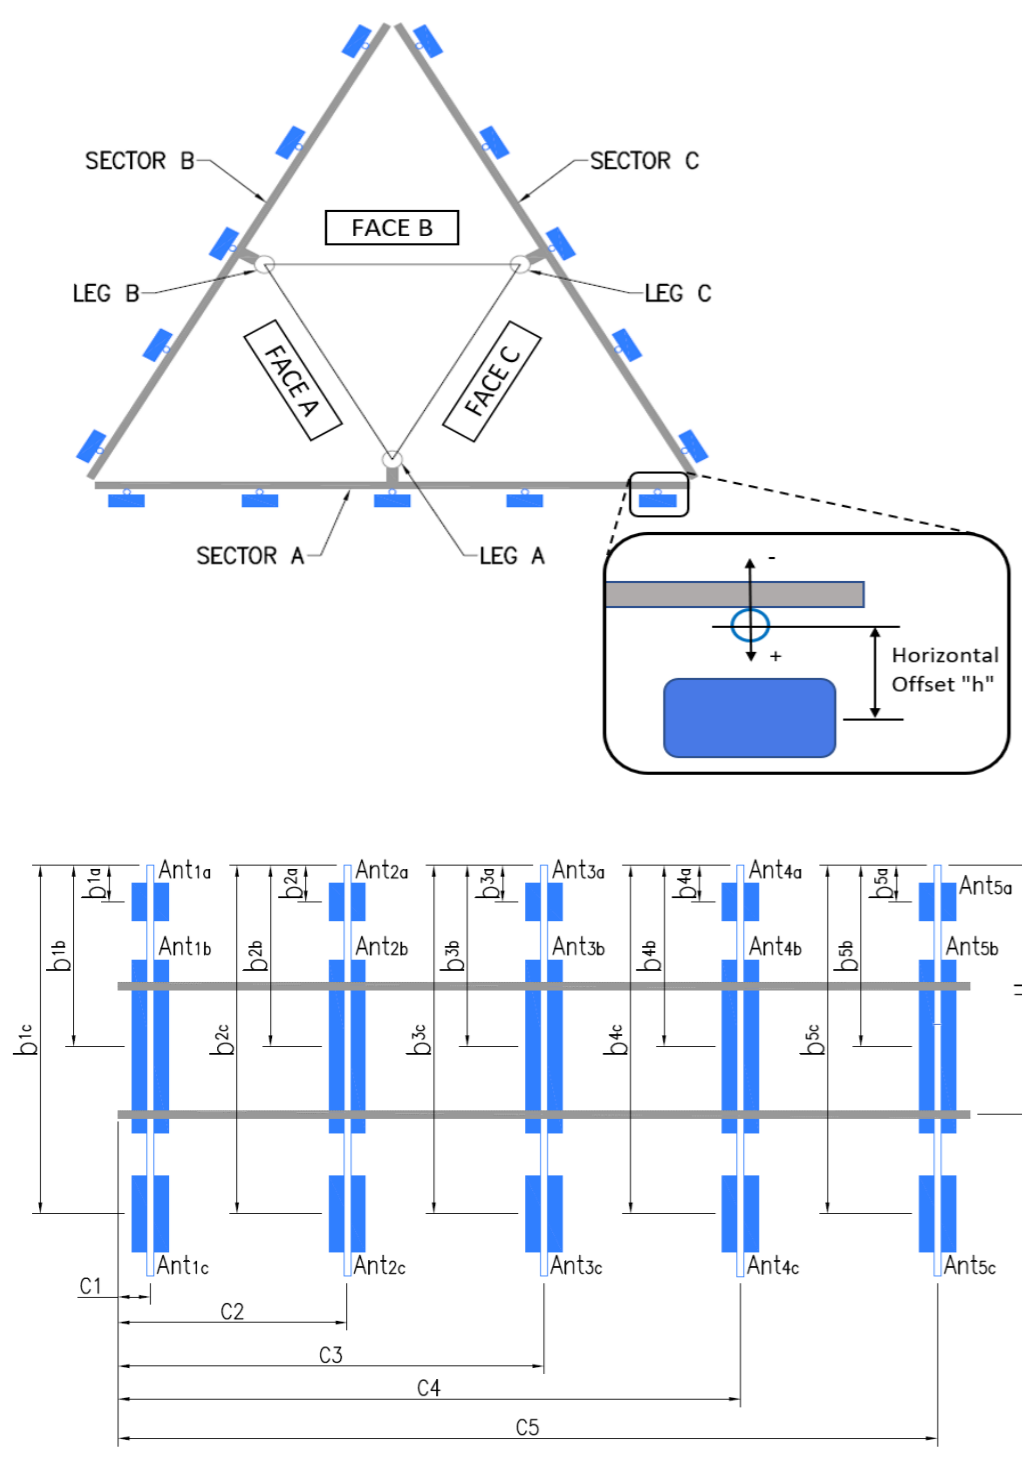 SECTOR B
SECTOR C
FACE B
LEG B
LEG C
FACE A
FACE C
SECTOR A
LEG A
-
+
Horizontal
Offset "h"
Ant1a
Ant2a
Ant3a
Ant4a
Ant5a
b1a
b2a
b3a
b4a
b5a
Ant1b
Ant2b
Ant3b
Ant4b
Ant5b
b1b
b2b
b3b
b4b
b5b
b1c
b2c
b3c
b4c
b5c
Ant1c
Ant2c
Ant3c
Ant4c
Ant5c
C1
C2
C3
C4
C5